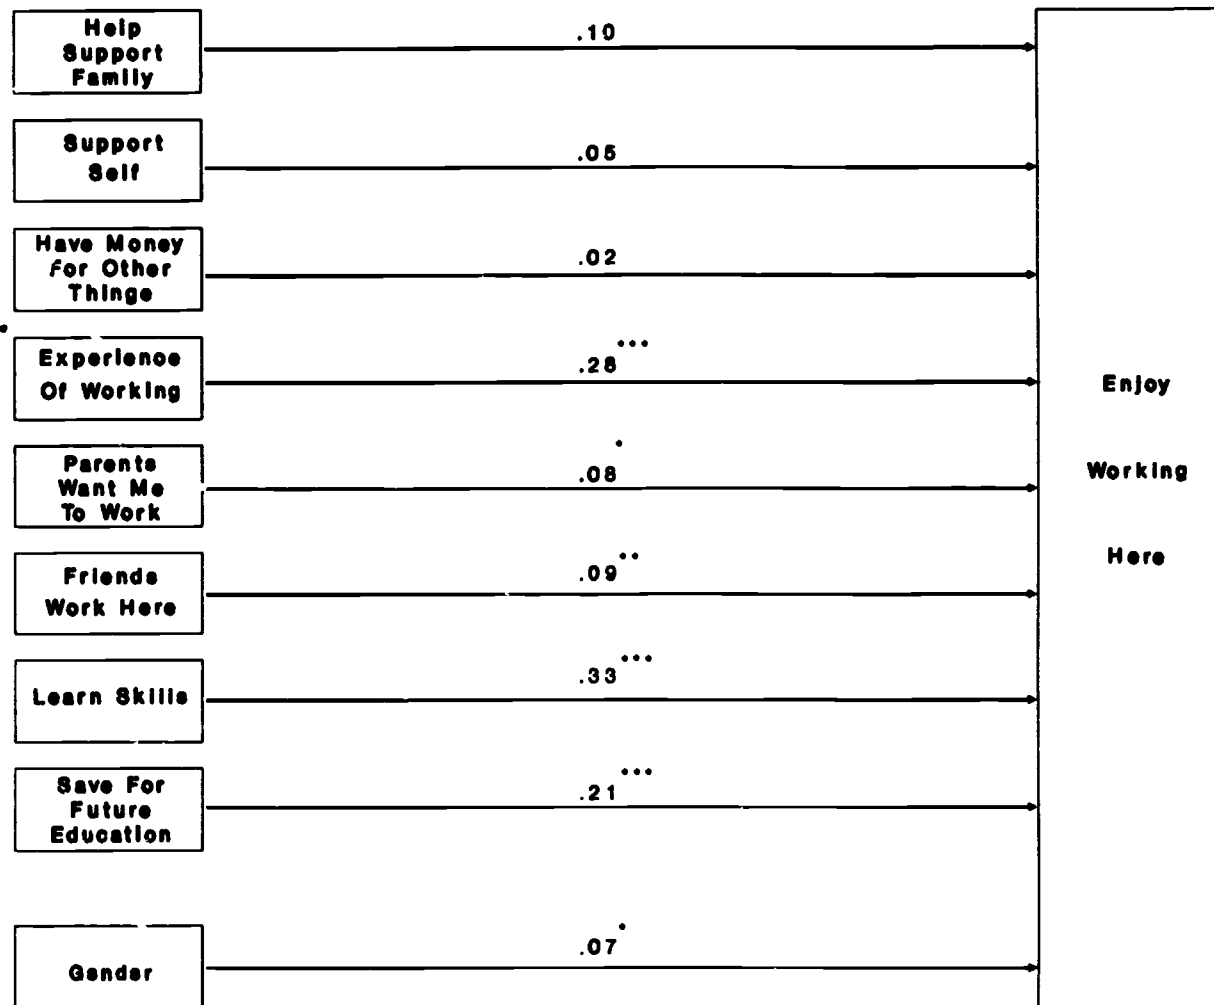 Help
Support
Family
.10
Support
Self
.05
Have Money
For Other
Things
.02
Experience
Of Working
.28***
Parents
Want Me
To Work
.08*
Friends
Work Here
.09**
Learn Skills
.33***
Save For
Future
Education
.21***
Gender
.07*
Enjoy
Working
Here